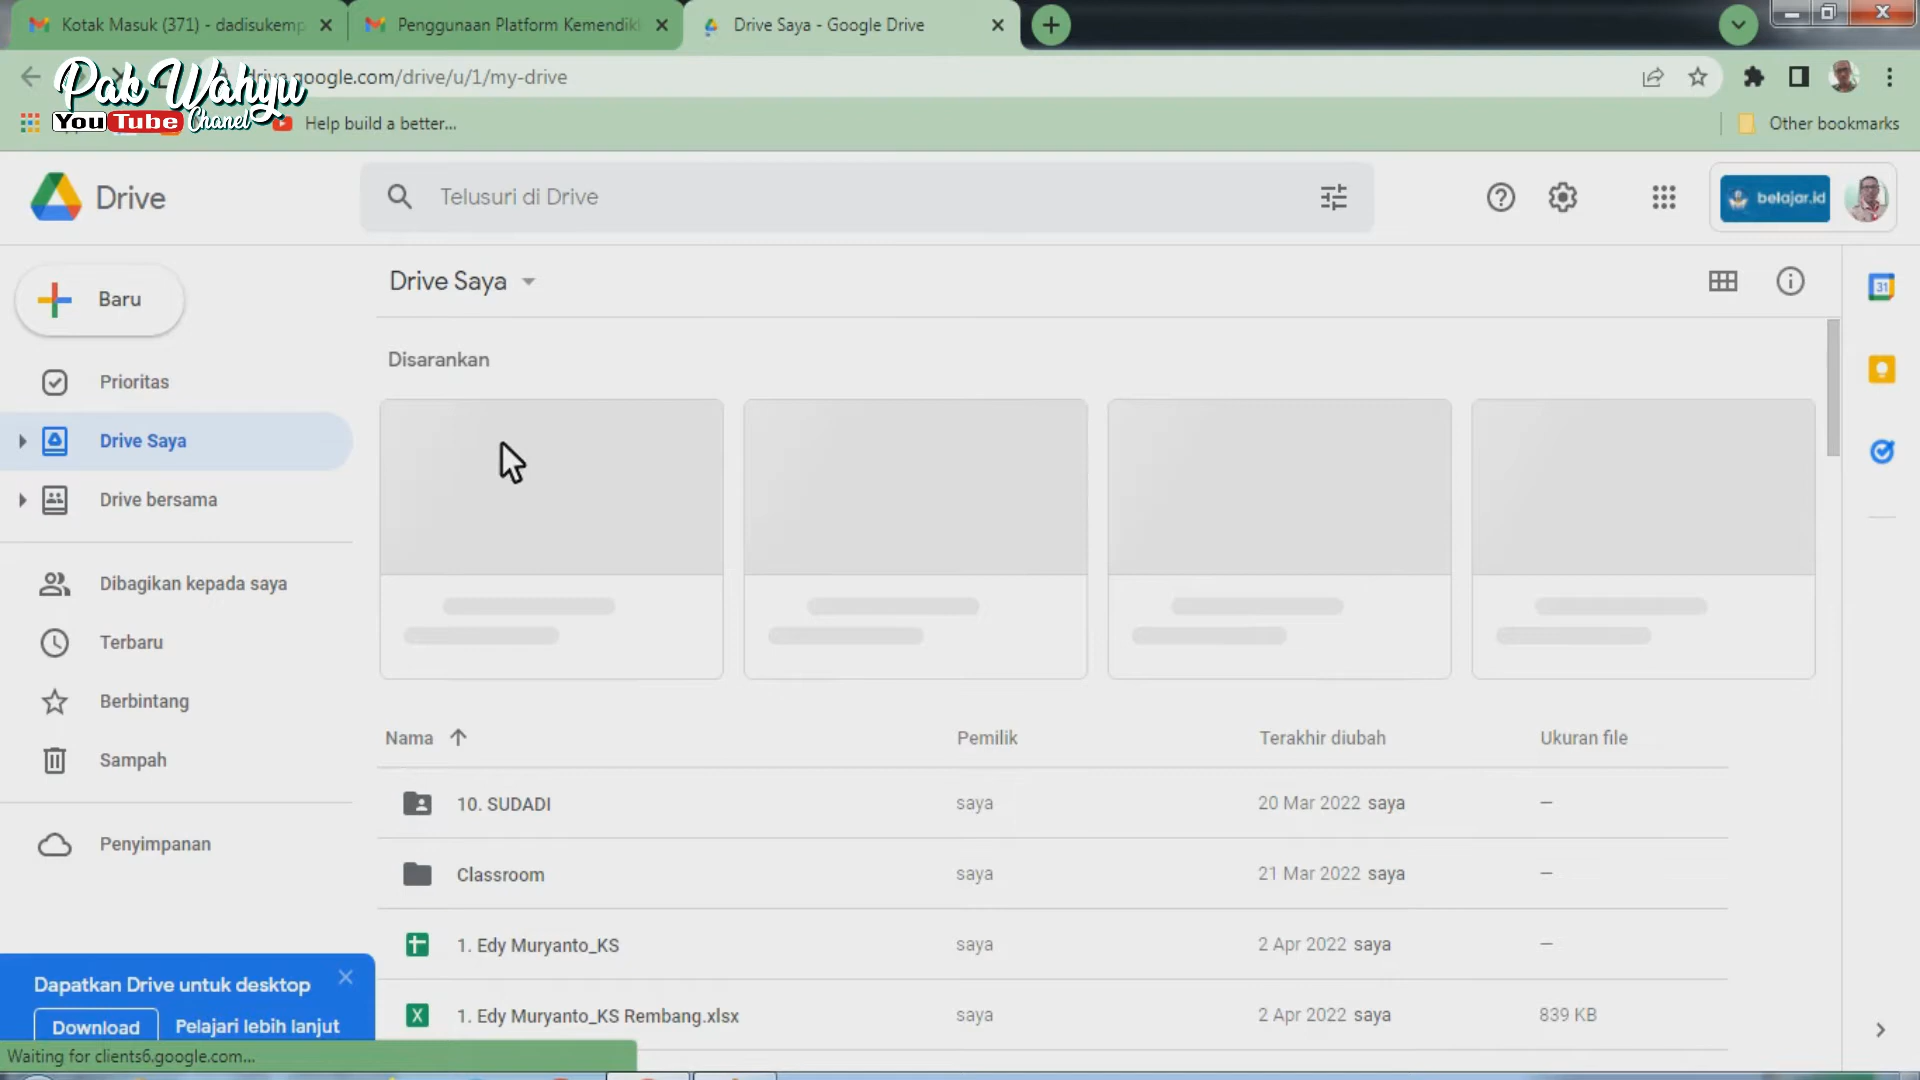 Kotak Masuk (371) - dadisukemp
Penggunaan Platform Kemendik
Drive Saya - Google Drive
drive.google.com/drive/u/1/my-drive
Pak Wahyu
YouTube Chanel
Help build a better...
Other bookmarks
Drive
Telusuri di Drive
belajar.id
Baru
Drive Saya
Prioritas
Drive Saya
Drive bersama
Dibagikan kepada saya
Terbaru
Berbintang
Sampah
Penyimpanan
Disarankan
Nama Pemilik Terakhir diubah Ukuran file
10. SUDADI saya 20 Mar 2022 saya —
Classroom saya 21 Mar 2022 saya —
1. Edy Muryanto_KS saya 2 Apr 2022 saya —
1. Edy Muryanto_KS Rembang.xlsx saya 2 Apr 2022 saya 839 KB
31
Dapatkan Drive untuk desktop
Download Pelajari lebih lanjut
Waiting for clients6.google.com...